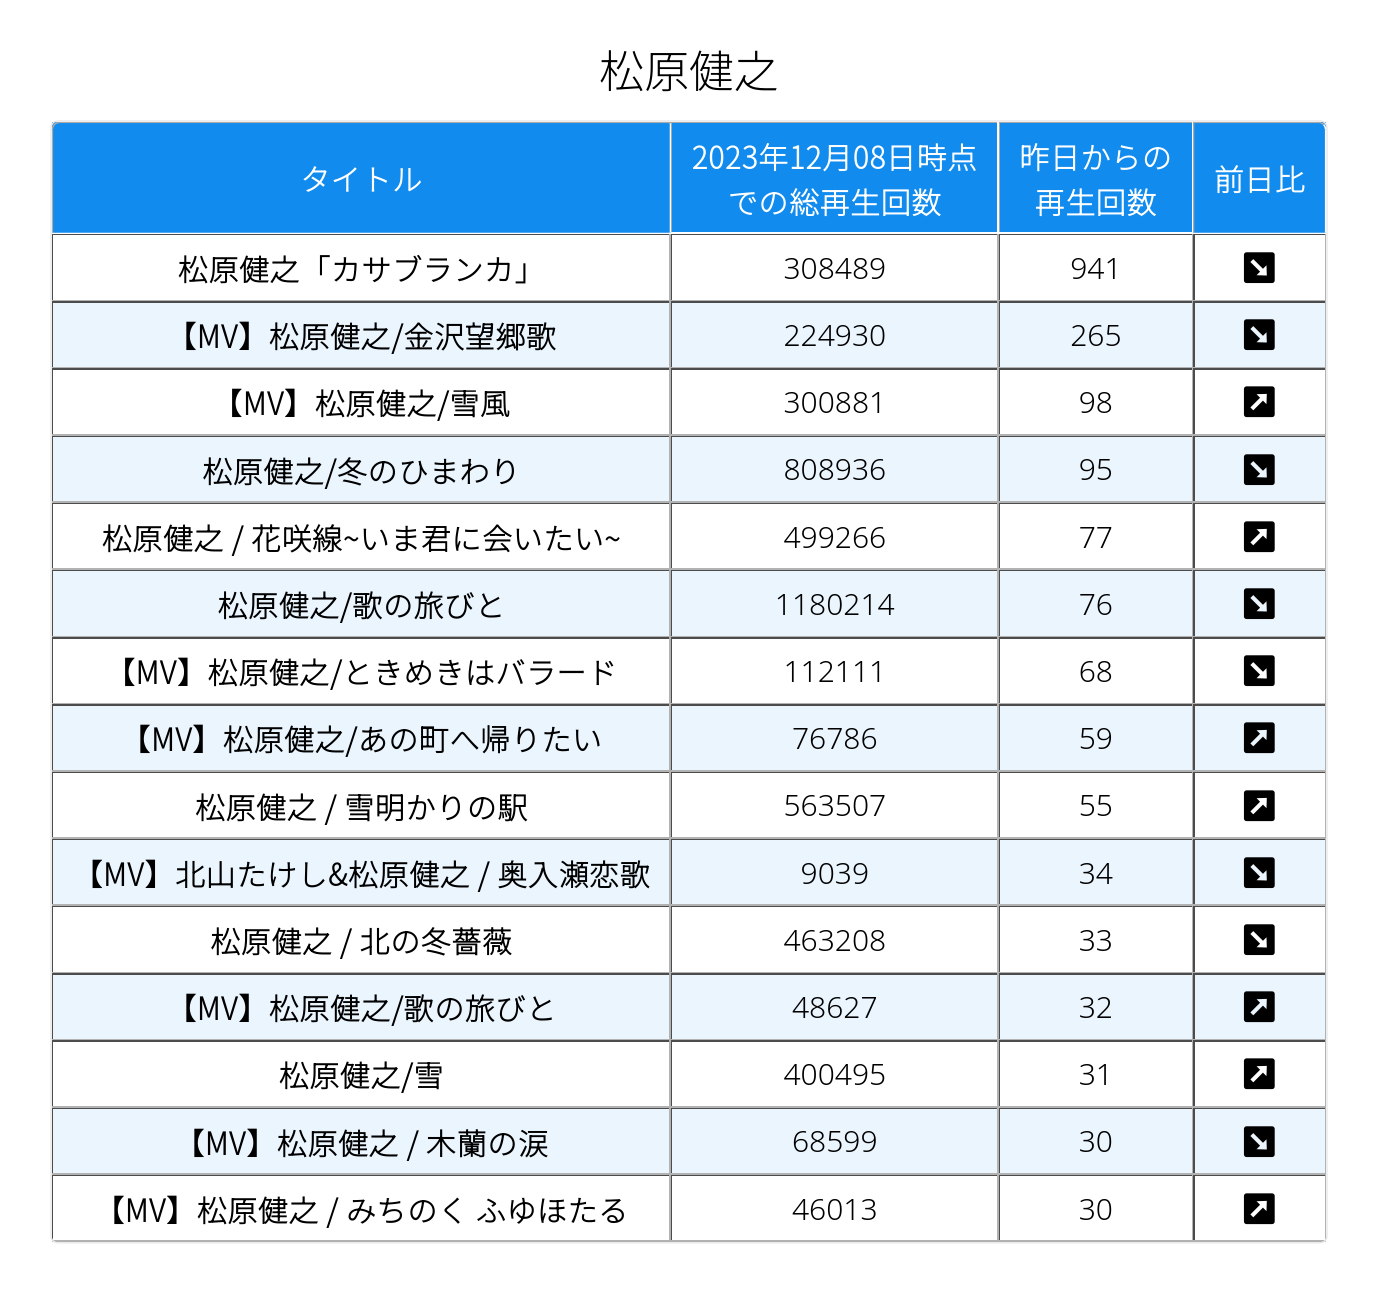 松原健之
タイトル
2023年12月08日時点
での総再生回数
昨日からの
再生回数
前日比
松原健之「カサブランカ」 308489 941 ↘
【MV】松原健之/金沢望郷歌 224930 265 ↘
【MV】松原健之/雪風 300881 98 ↗
松原健之/冬のひまわり 808936 95 ↘
松原健之 / 花咲線~いま君に会いたい~ 499266 77 ↗
松原健之/歌の旅びと 1180214 76 ↘
【MV】松原健之/ときめきはバラード 112111 68 ↘
【MV】松原健之/あの町へ帰りたい 76786 59 ↗
松原健之 / 雪明かりの駅 563507 55 ↗
【MV】北山たけし&松原健之 / 奥入瀬恋歌 9039 34 ↘
松原健之 / 北の冬薔薇 463208 33 ↘
【MV】松原健之/歌の旅びと 48627 32 ↗
松原健之/雪 400495 31 ↗
【MV】松原健之 / 木蘭の涙 68599 30 ↘
【MV】松原健之 / みちのく ふゆほたる 46013 30 ↗